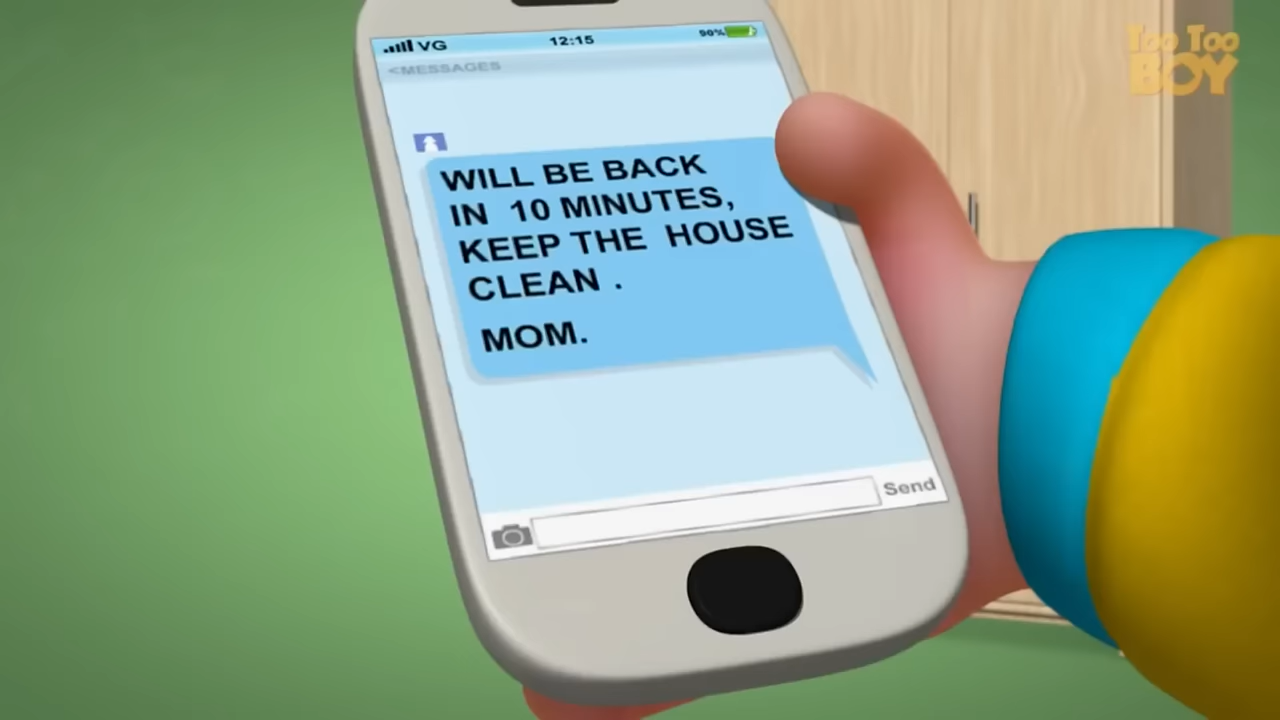 VG 12:15 90%
<MESSAGES
WILL BE BACK
IN 10 MINUTES,
KEEP THE HOUSE
CLEAN .
MOM.
Send
Too Too
BOY